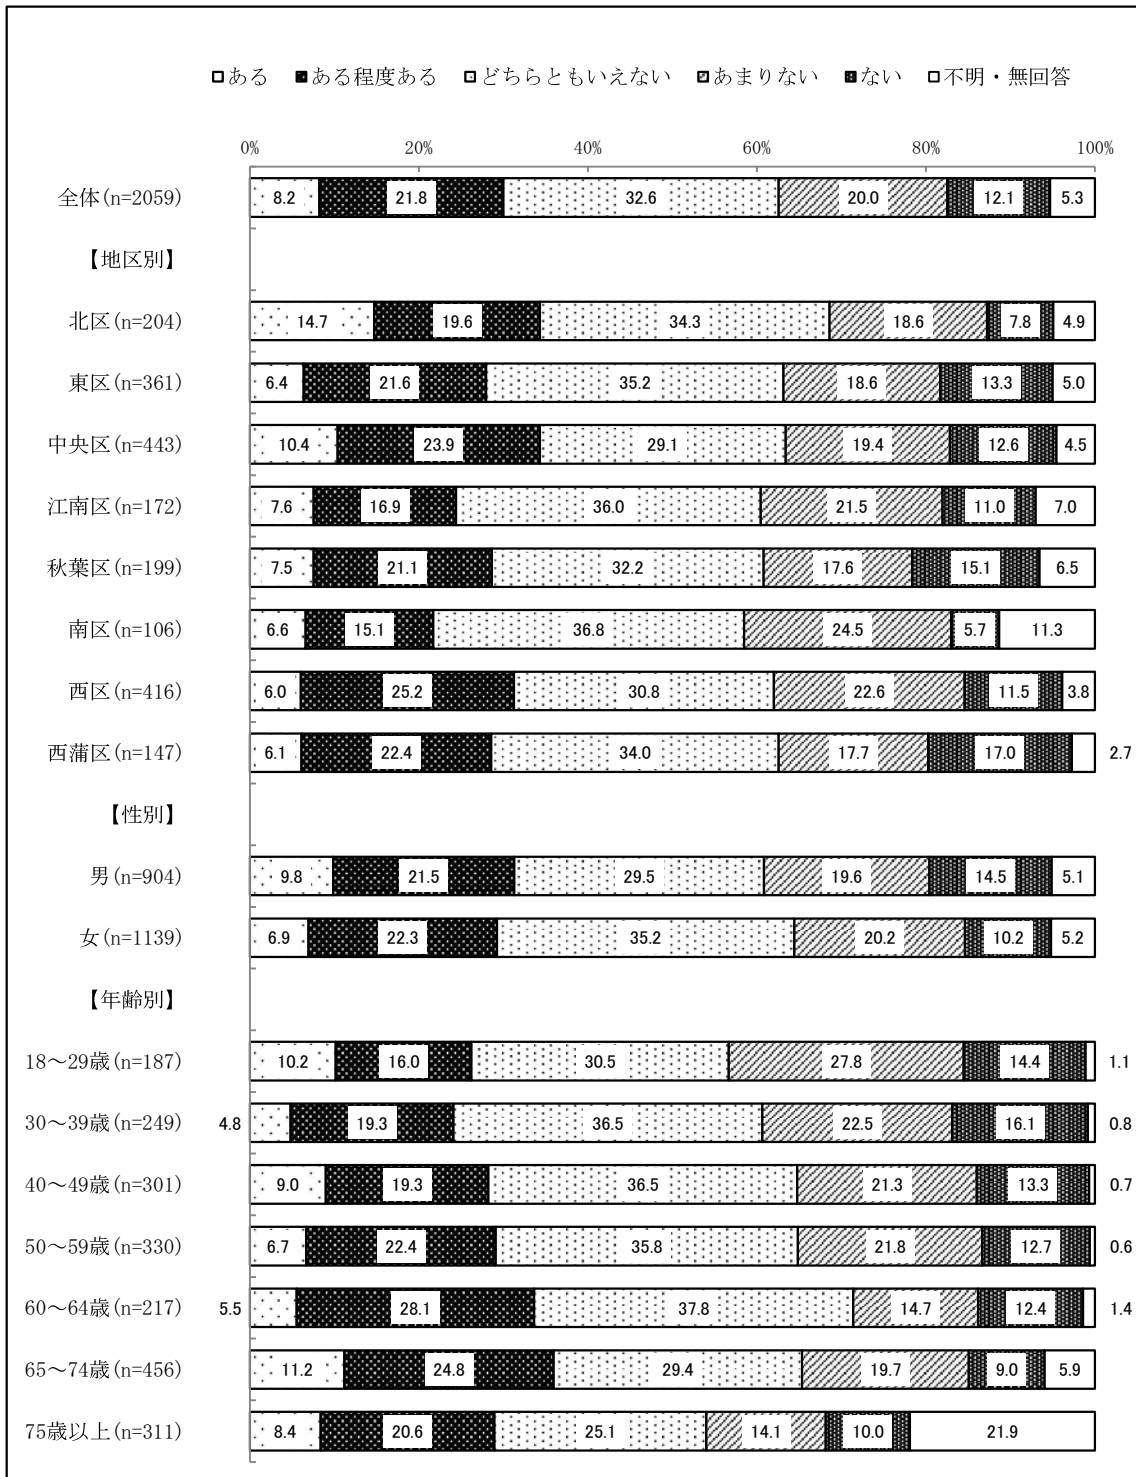 ある ある程度ある どちらともいえない あまりない ない 不明・無回答
0% 20% 40% 60% 80% 100%
全体(n=2059) 8.2 21.8 32.6 20.0 12.1 5.3
【地区別】
北区(n=204) 14.7 19.6 34.3 18.6 7.8 4.9
東区(n=361) 6.4 21.6 35.2 18.6 13.3 5.0
中央区(n=443) 10.4 23.9 29.1 19.4 12.6 4.5
江南区(n=172) 7.6 16.9 36.0 21.5 11.0 7.0
秋葉区(n=199) 7.5 21.1 32.2 17.6 15.1 6.5
南区(n=106) 6.6 15.1 36.8 24.5 5.7 11.3
西区(n=416) 6.0 25.2 30.8 22.6 11.5 3.8
西蒲区(n=147) 6.1 22.4 34.0 17.7 17.0 2.7
【性別】
男(n=904) 9.8 21.5 29.5 19.6 14.5 5.1
女(n=1139) 6.9 22.3 35.2 20.2 10.2 5.2
【年齢別】
18～29歳(n=187) 10.2 16.0 30.5 27.8 14.4 1.1
30～39歳(n=249) 4.8 19.3 36.5 22.5 16.1 0.8
40～49歳(n=301) 9.0 19.3 36.5 21.3 13.3 0.7
50～59歳(n=330) 6.7 22.4 35.8 21.8 12.7 0.6
60～64歳(n=217) 5.5 28.1 37.8 14.7 12.4 1.4
65～74歳(n=456) 11.2 24.8 29.4 19.7 9.0 5.9
75歳以上(n=311) 8.4 20.6 25.1 14.1 10.0 21.9